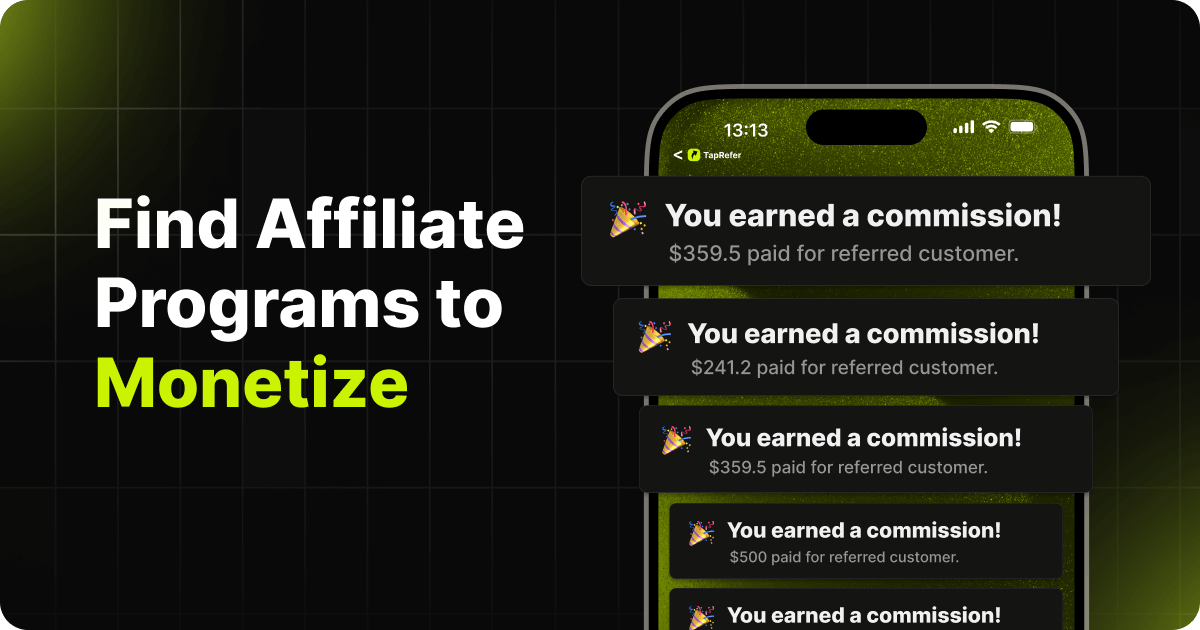 Find Affiliate
Programs to
Monetize
13:13
< TapRefer
You earned a commission!
$359.5 paid for referred customer.
You earned a commission!
$241.2 paid for referred customer.
You earned a commission!
$359.5 paid for referred customer.
You earned a commission!
$500 paid for referred customer.
You earned a commission!